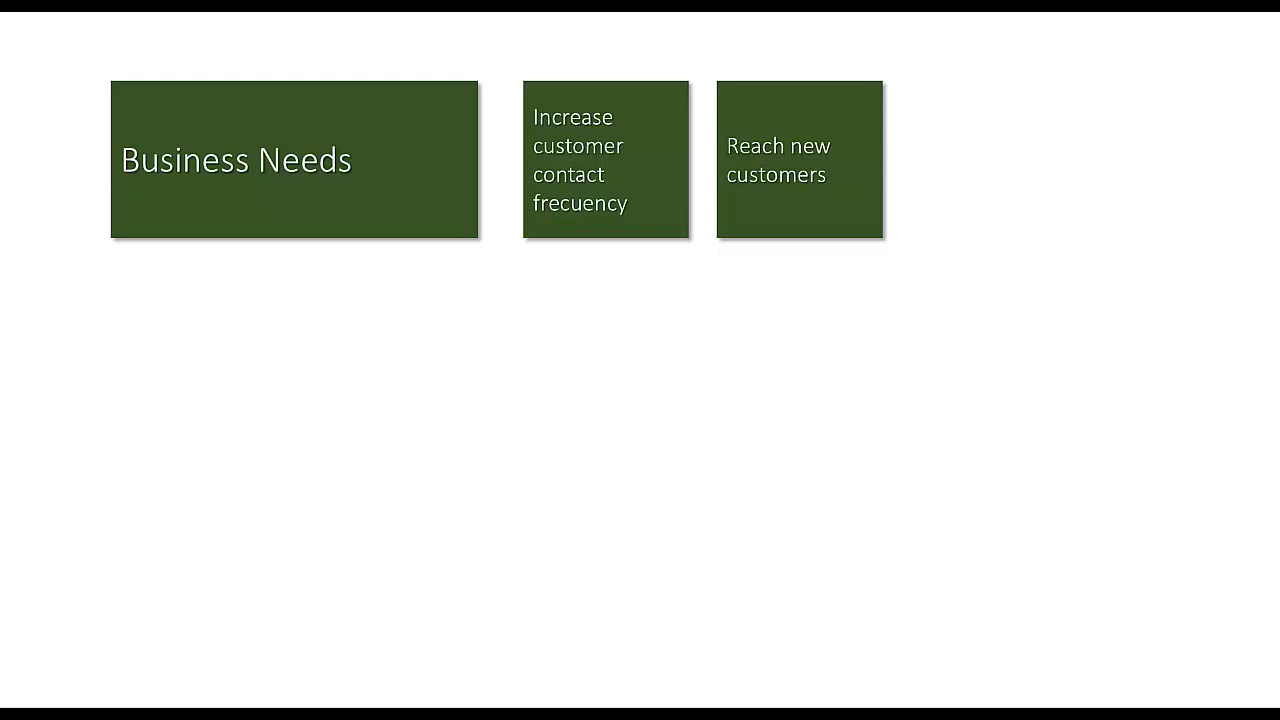 Business Needs
Increase
customer
contact
frecuency
Reach new
customers